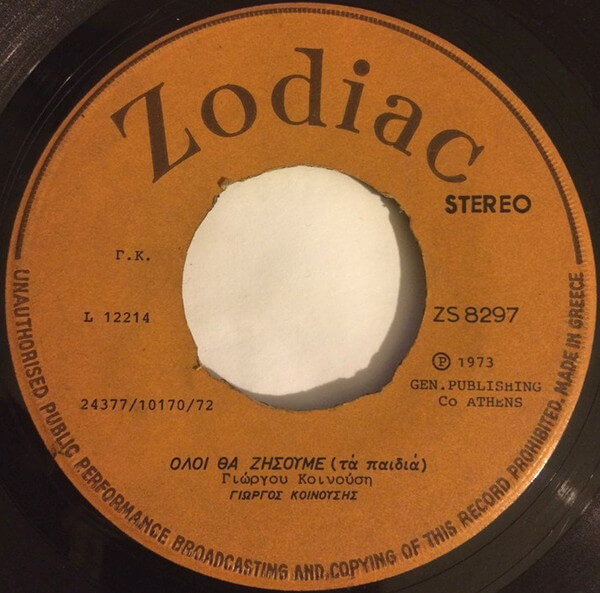 Zodiac
STEREO
Γ.Κ.
L 12214
ZS 8297
Ⓟ 1973
GEN.PUBLISHING
Co ATHENS
24377/10170/72
ΟΛΟΙ ΘΑ ΖΗΣΟΥΜΕ (τά παιδιά)
Γιώργου Κοινούση
ΓΙΩΡΓΟΣ ΚΟΙΝΟΥΣΗΣ
UNAUTHORISED PUBLIC PERFORMANCE BROADCASTING AND COPYING OF THIS RECORD PROHIBITED. MADE IN GREECE